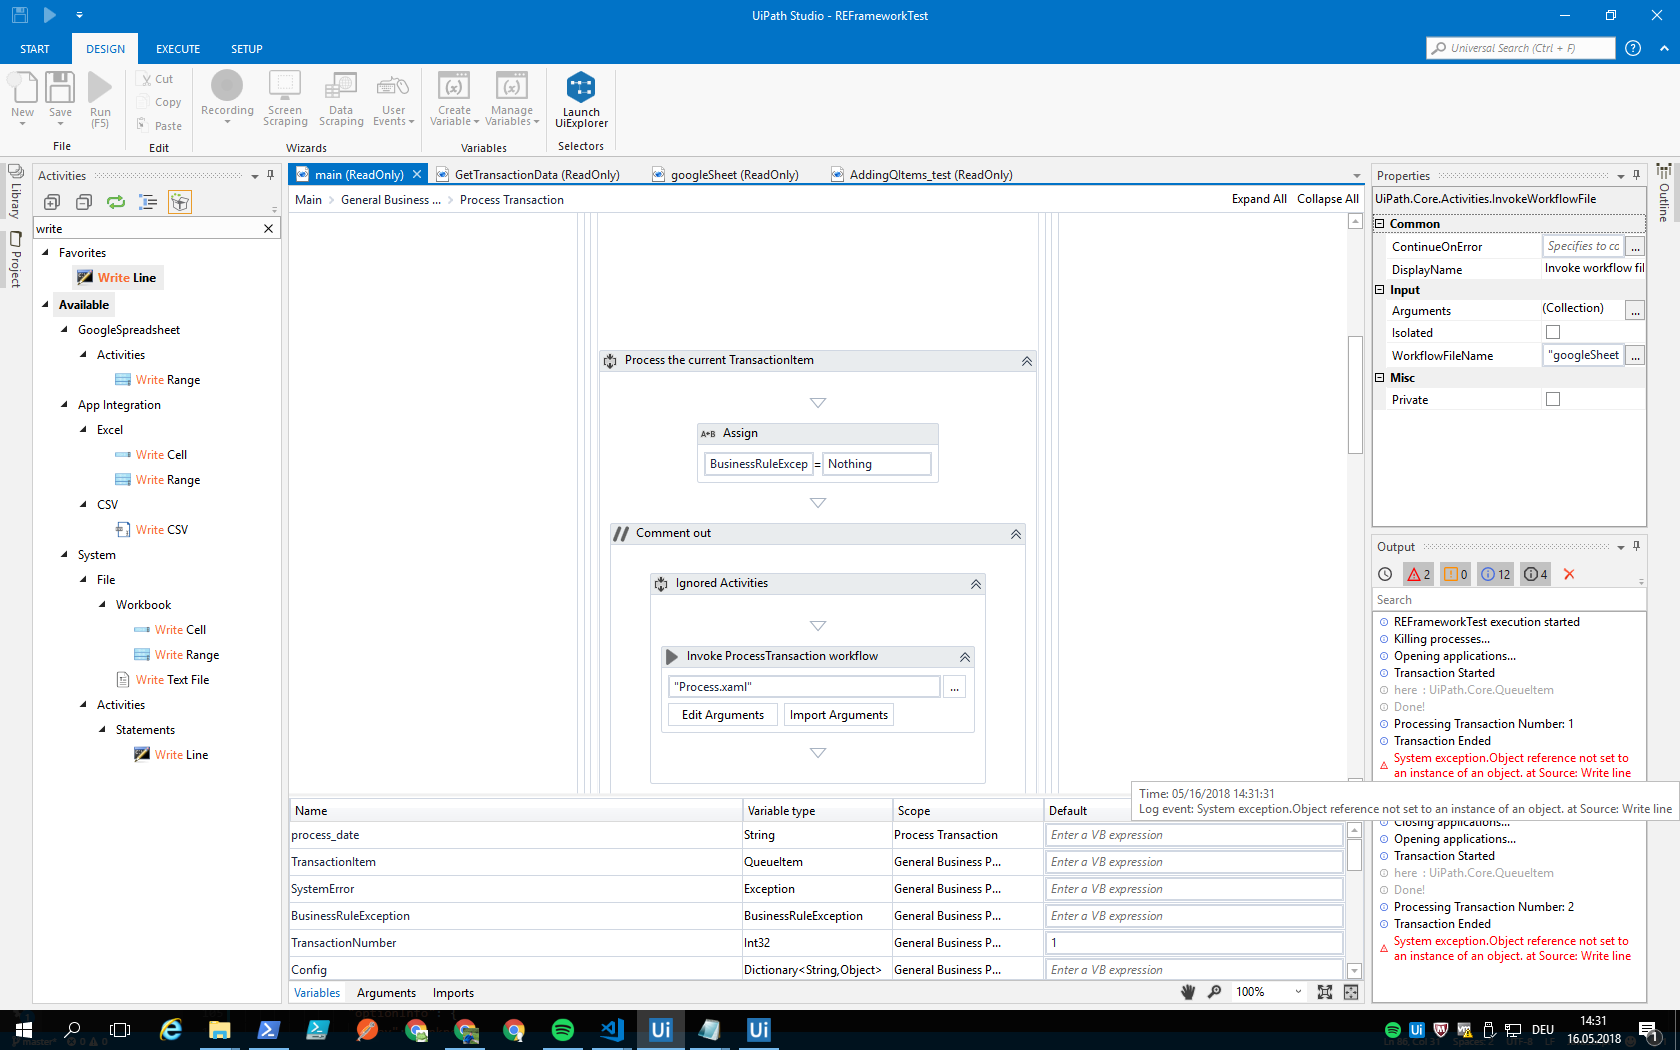 UiPath Studio - REFrameworkTest
START DESIGN EXECUTE SETUP
Universal Search (Ctrl + F)
New
Save
Run
(F5)
File
Cut
Copy
Paste
Edit
Recording
Screen
Scraping
Data
Scraping
User
Events
Wizards
Create
Variable
Manage
Variables
Variables
Launch
UiExplorer
Selectors
Library
Project
Activities
write
Favorites
Write Line
Available
GoogleSpreadsheet
Activities
Write Range
App Integration
Excel
Write Cell
Write Range
CSV
Write CSV
System
File
Workbook
Write Cell
Write Range
Write Text File
Activities
Statements
Write Line
main (ReadOnly)
GetTransactionData (ReadOnly)
googleSheet (ReadOnly)
AddingQItems_test (ReadOnly)
Main > General Business ... > Process Transaction
Expand All Collapse All
Process the current TransactionItem
A+B Assign
BusinessRuleExcep = Nothing
// Comment out
Ignored Activities
Invoke ProcessTransaction workflow
"Process.xaml" ...
Edit Arguments Import Arguments
Name Variable type Scope Default
process_date String Process Transaction Enter a VB expression
TransactionItem QueueItem General Business P... Enter a VB expression
SystemError Exception General Business P... Enter a VB expression
BusinessRuleException BusinessRuleException General Business P... Enter a VB expression
TransactionNumber Int32 General Business P... 1
Config Dictionary<String,Object> General Business P... Enter a VB expression
Variables Arguments Imports
100%
Properties
Outline
UiPath.Core.Activities.InvokeWorkflowFile
Common
ContinueOnError Specifies to cc ...
DisplayName Invoke workflow fil
Input
Arguments (Collection) ...
Isolated
WorkflowFileName "googleSheet ...
Misc
Private
Output
2 0 12 4
Search
REFrameworkTest execution started
Killing processes...
Opening applications...
Transaction Started
here : UiPath.Core.QueueItem
Done!
Processing Transaction Number: 1
Transaction Ended
System exception.Object reference not set to
an instance of an object. at Source: Write line
Time: 05/16/2018 14:31:31
Log event: System exception.Object reference not set to an instance of an object. at Source: Write line
Closing applications...
Opening applications...
Transaction Started
here : UiPath.Core.QueueItem
Done!
Processing Transaction Number: 2
Transaction Ended
System exception.Object reference not set to
an instance of an object. at Source: Write line
Ui
Ui
Ui
DEU
14:31
16.05.2018
1